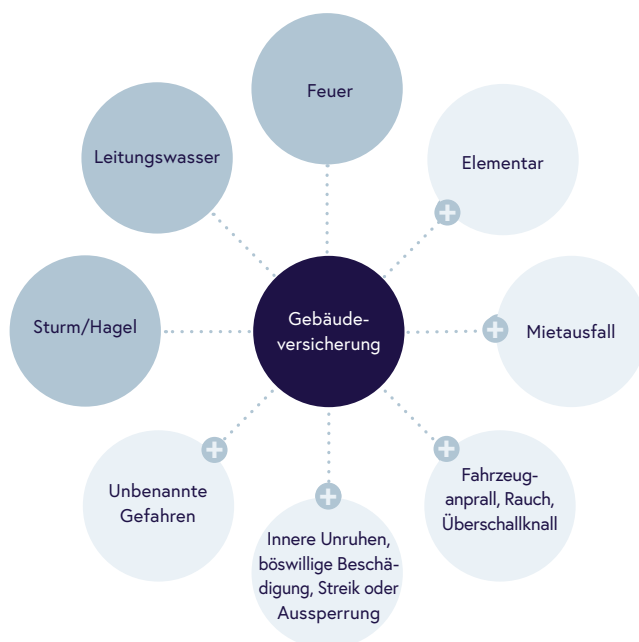 Feuer
Leitungswasser
Elementar
Sturm/Hagel
Gebäude-
versicherung
Mietausfall
Unbenannte
Gefahren
Fahrzeug-
anprall, Rauch,
Überschallknall
Innere Unruhen,
böswillige Beschä-
digung, Streik oder
Aussperrung